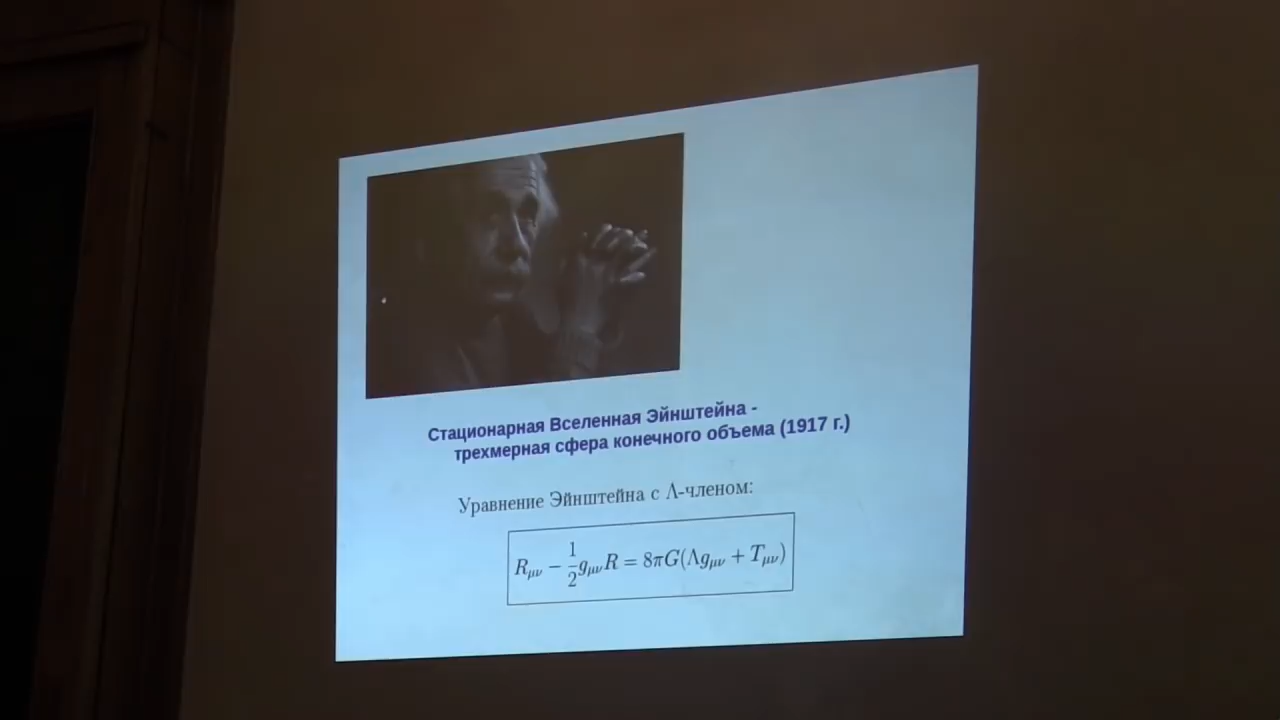 Стационарная Вселенная Эйнштейна -
трехмерная сфера конечного объема (1917 г.)
Уравнение Эйнштейна с Λ-членом:
R_{μν} − \frac{1}{2} g_{μν} R = 8πG(Λg_{μν} + T_{μν})